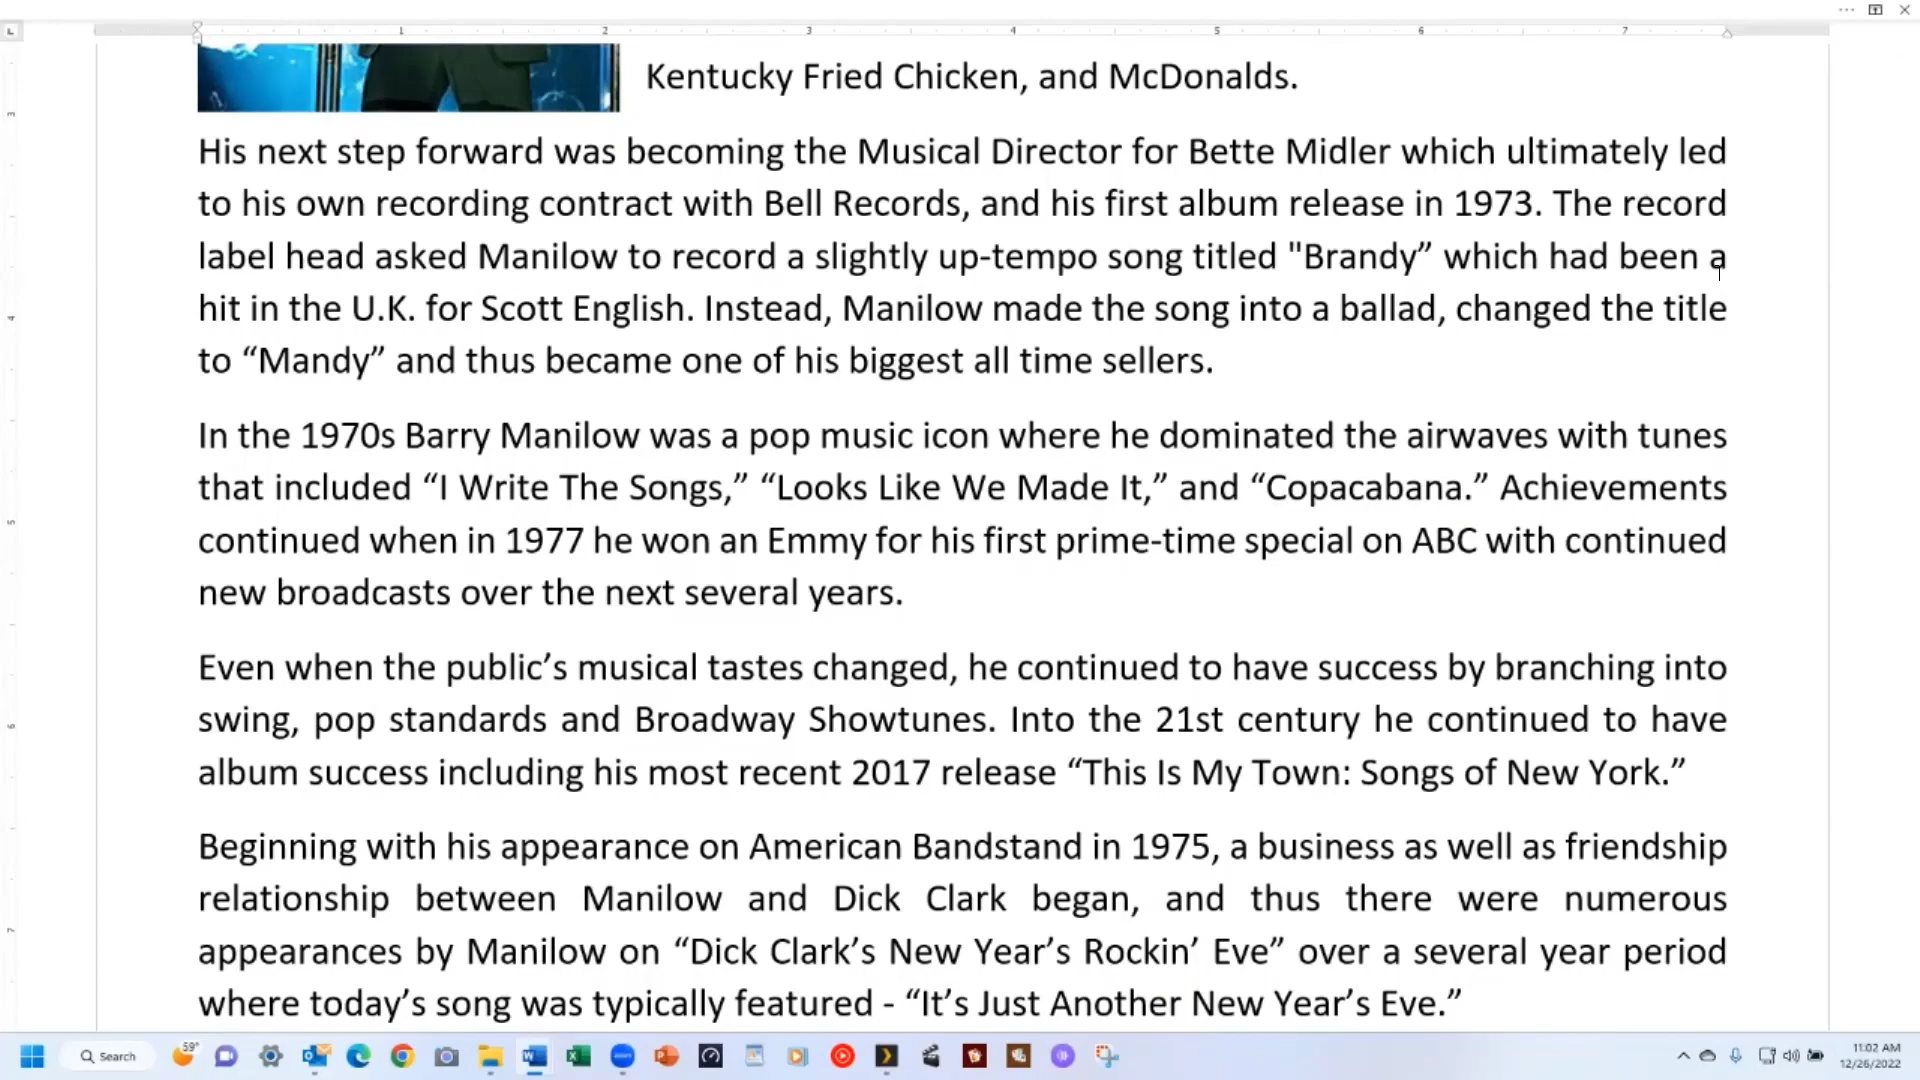 1 2 3 4 5 6 7
Kentucky Fried Chicken, and McDonalds.
His next step forward was becoming the Musical Director for Bette Midler which ultimately led
to his own recording contract with Bell Records, and his first album release in 1973. The record
label head asked Manilow to record a slightly up-tempo song titled "Brandy” which had been a
hit in the U.K. for Scott English. Instead, Manilow made the song into a ballad, changed the title
to “Mandy” and thus became one of his biggest all time sellers.
In the 1970s Barry Manilow was a pop music icon where he dominated the airwaves with tunes
that included “I Write The Songs,” “Looks Like We Made It,” and “Copacabana.” Achievements
continued when in 1977 he won an Emmy for his first prime-time special on ABC with continued
new broadcasts over the next several years.
Even when the public’s musical tastes changed, he continued to have success by branching into
swing, pop standards and Broadway Showtunes. Into the 21st century he continued to have
album success including his most recent 2017 release “This Is My Town: Songs of New York.”
Beginning with his appearance on American Bandstand in 1975, a business as well as friendship
relationship between Manilow and Dick Clark began, and thus there were numerous
appearances by Manilow on “Dick Clark’s New Year’s Rockin’ Eve” over a several year period
where today’s song was typically featured - “It’s Just Another New Year’s Eve.”
Search
59°
11:02 AM
12/26/2022